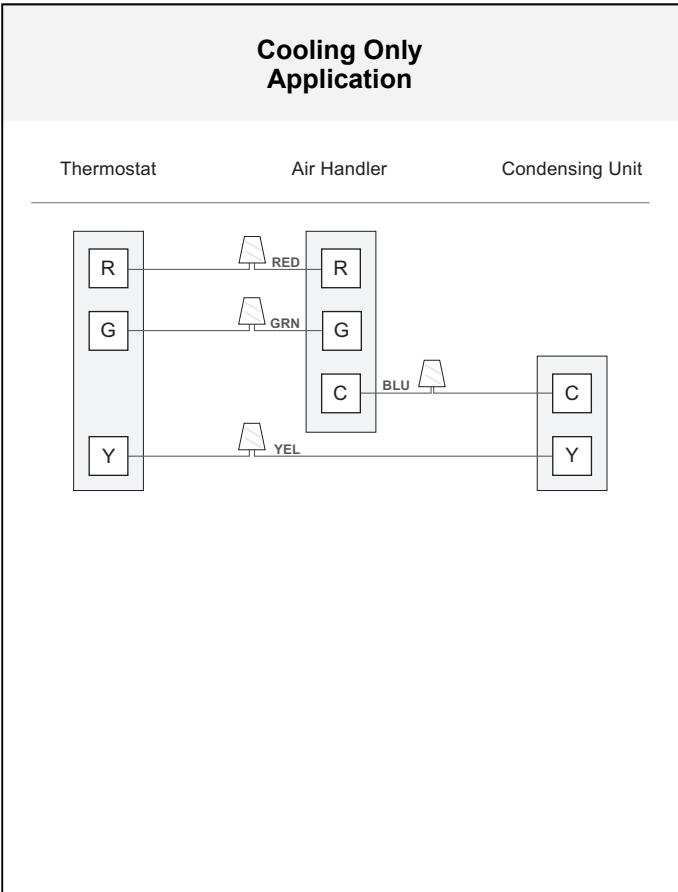 Cooling Only
Application
Thermostat Air Handler Condensing Unit
R RED R
G GRN G
C BLU C
Y YEL Y